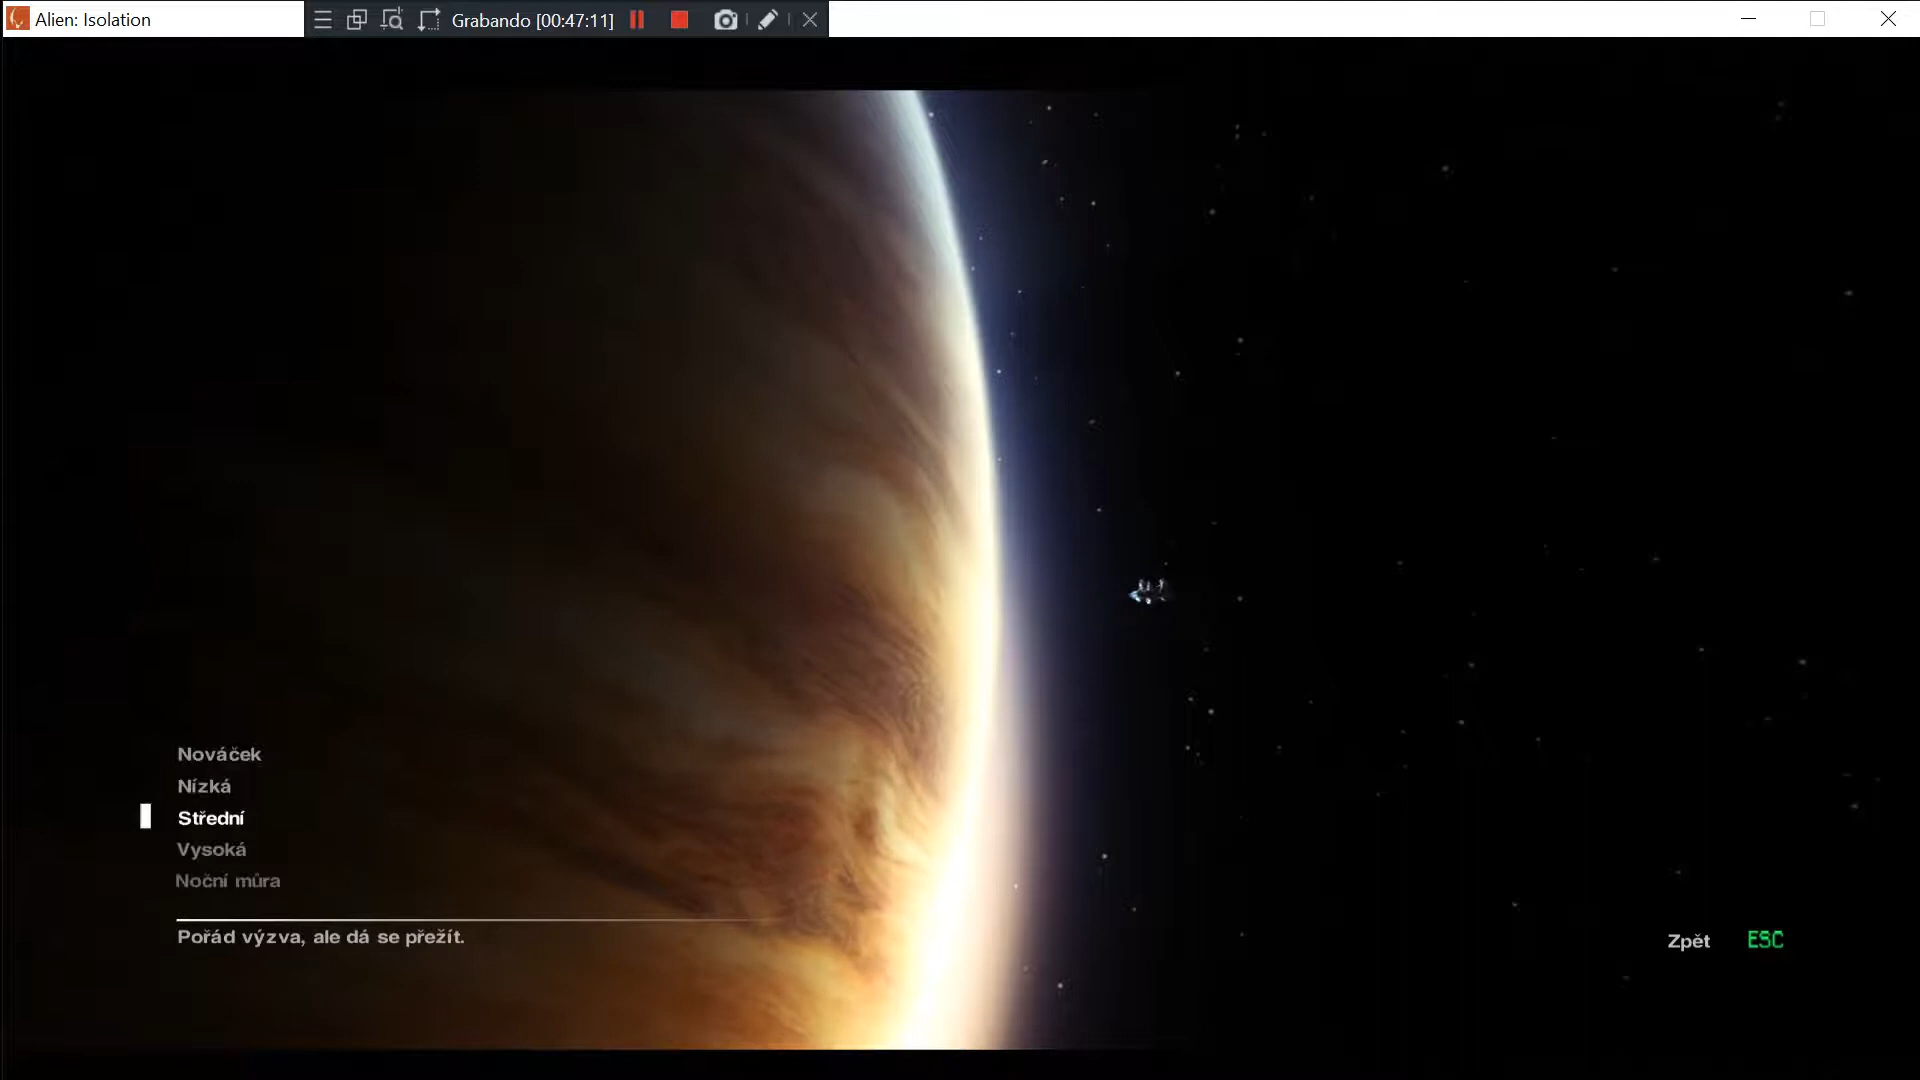 Alien: Isolation
Grabando [00:47:11]
Nováček
Nízká
Střední
Vysoká
Noční můra
Pořád výzva, ale dá se přežít.
Zpět ESC